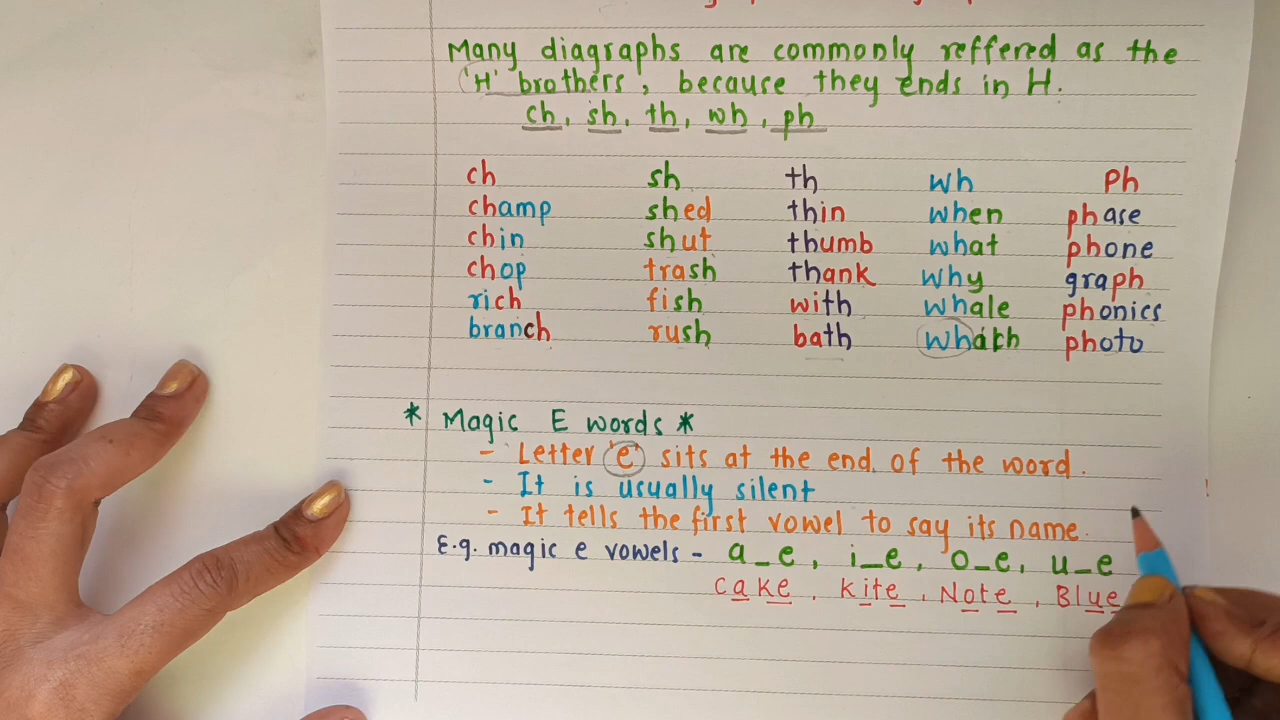 Many diagraphs are commonly reffered as the
'H' brothers, because they ends in H.
ch, sh, th, wh, ph
ch sh th wh Ph
champ shed thin when phase
chin shut thumb what phone
chop trash thank why graph
rich fish with whale phonics
branch rush bath photo
* Magic E words *
- Letter 'e' sits at the end of the word.
- It is usually silent
- It tells the first vowel to say its name.
E.g. magic e vowels - a_e, i_e, o_e, u_e
cake, kite, Note, Blue